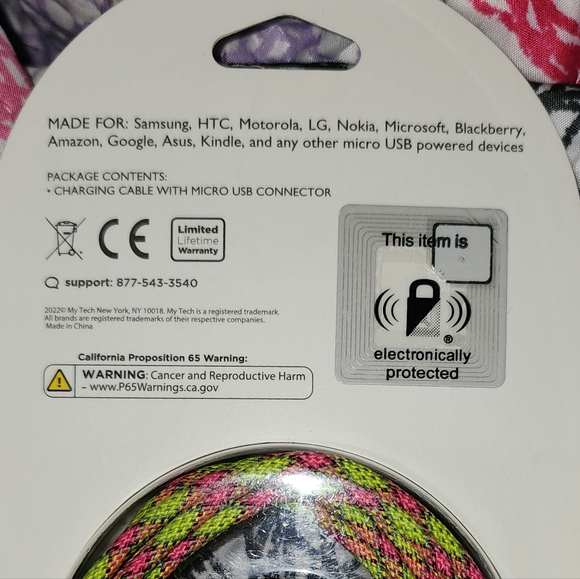 MADE FOR: Samsung, HTC, Motorola, LG, Nokia, Microsoft, Blackberry,
Amazon, Google, Asus, Kindle, and any other micro USB powered devices
PACKAGE CONTENTS:
• CHARGING CABLE WITH MICRO USB CONNECTOR
CE
Limited
Lifetime
Warranty
support: 877-543-3540
2022© My Tech New York, NY 10018. My Tech is a registered trademark.
All brands are registered trademarks of their respective companies.
Made in China
California Proposition 65 Warning:
WARNING: Cancer and Reproductive Harm
– www.P65Warnings.ca.gov
This item is
®
electronically
protected